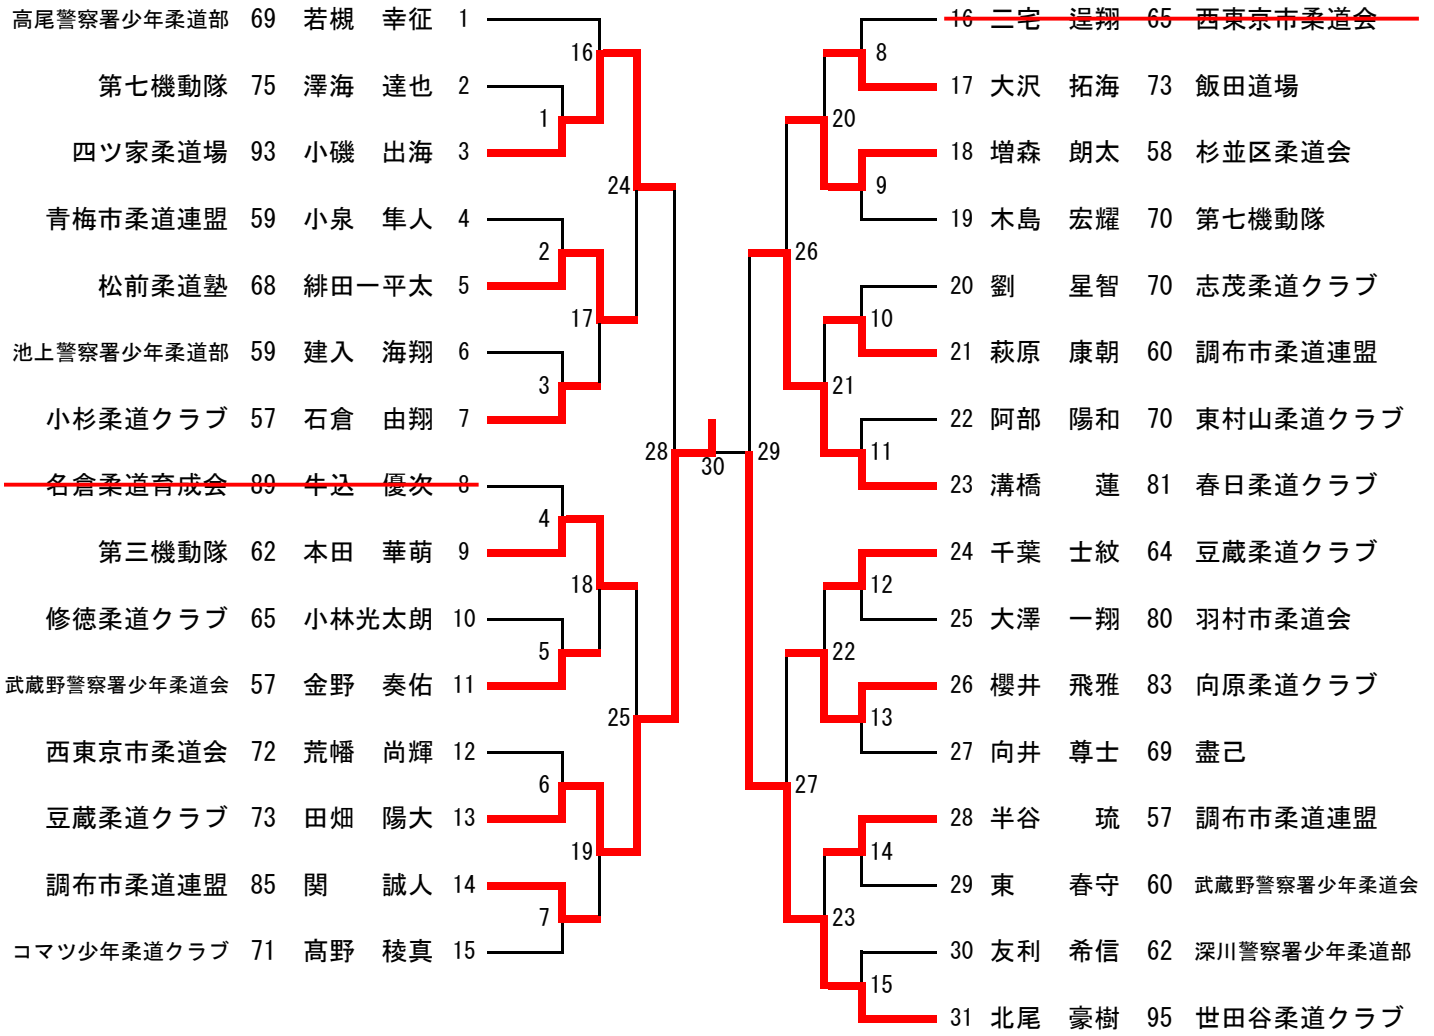 高尾警察署少年柔道部 69 若槻 幸征 1
第七機動隊 75 澤海 達也 2
四ツ家柔道場 93 小磯 出海 3
青梅市柔道連盟 59 小泉 隼人 4
松前柔道塾 68 緋田一平太 5
池上警察署少年柔道部 59 建入 海翔 6
小杉柔道クラブ 57 石倉 由翔 7
名倉柔道育成会 89 牛込 優次 8
第三機動隊 62 本田 華萌 9
修徳柔道クラブ 65 小林光太朗 10
武蔵野警察署少年柔道会 57 金野 奏佑 11
西東京市柔道会 72 荒幡 尚輝 12
豆蔵柔道クラブ 73 田畑 陽大 13
調布市柔道連盟 85 関 誠人 14
コマツ少年柔道クラブ 71 髙野 稜真 15
1
2
3
4
5
6
7
16
17
18
19
24
25
28
30
29
26
27
20
21
22
23
8
9
10
11
12
13
14
15
16 三宅 逞翔 65 西東京市柔道会
17 大沢 拓海 73 飯田道場
18 増森 朗太 58 杉並区柔道会
19 木島 宏耀 70 第七機動隊
20 劉 星智 70 志茂柔道クラブ
21 萩原 康朝 60 調布市柔道連盟
22 阿部 陽和 70 東村山柔道クラブ
23 溝橋 蓮 81 春日柔道クラブ
24 千葉 士紋 64 豆蔵柔道クラブ
25 大澤 一翔 80 羽村市柔道会
26 櫻井 飛雅 83 向原柔道クラブ
27 向井 尊士 69 盡己
28 半谷 琉 57 調布市柔道連盟
29 東 春守 60 武蔵野警察署少年柔道会
30 友利 希信 62 深川警察署少年柔道部
31 北尾 豪樹 95 世田谷柔道クラブ